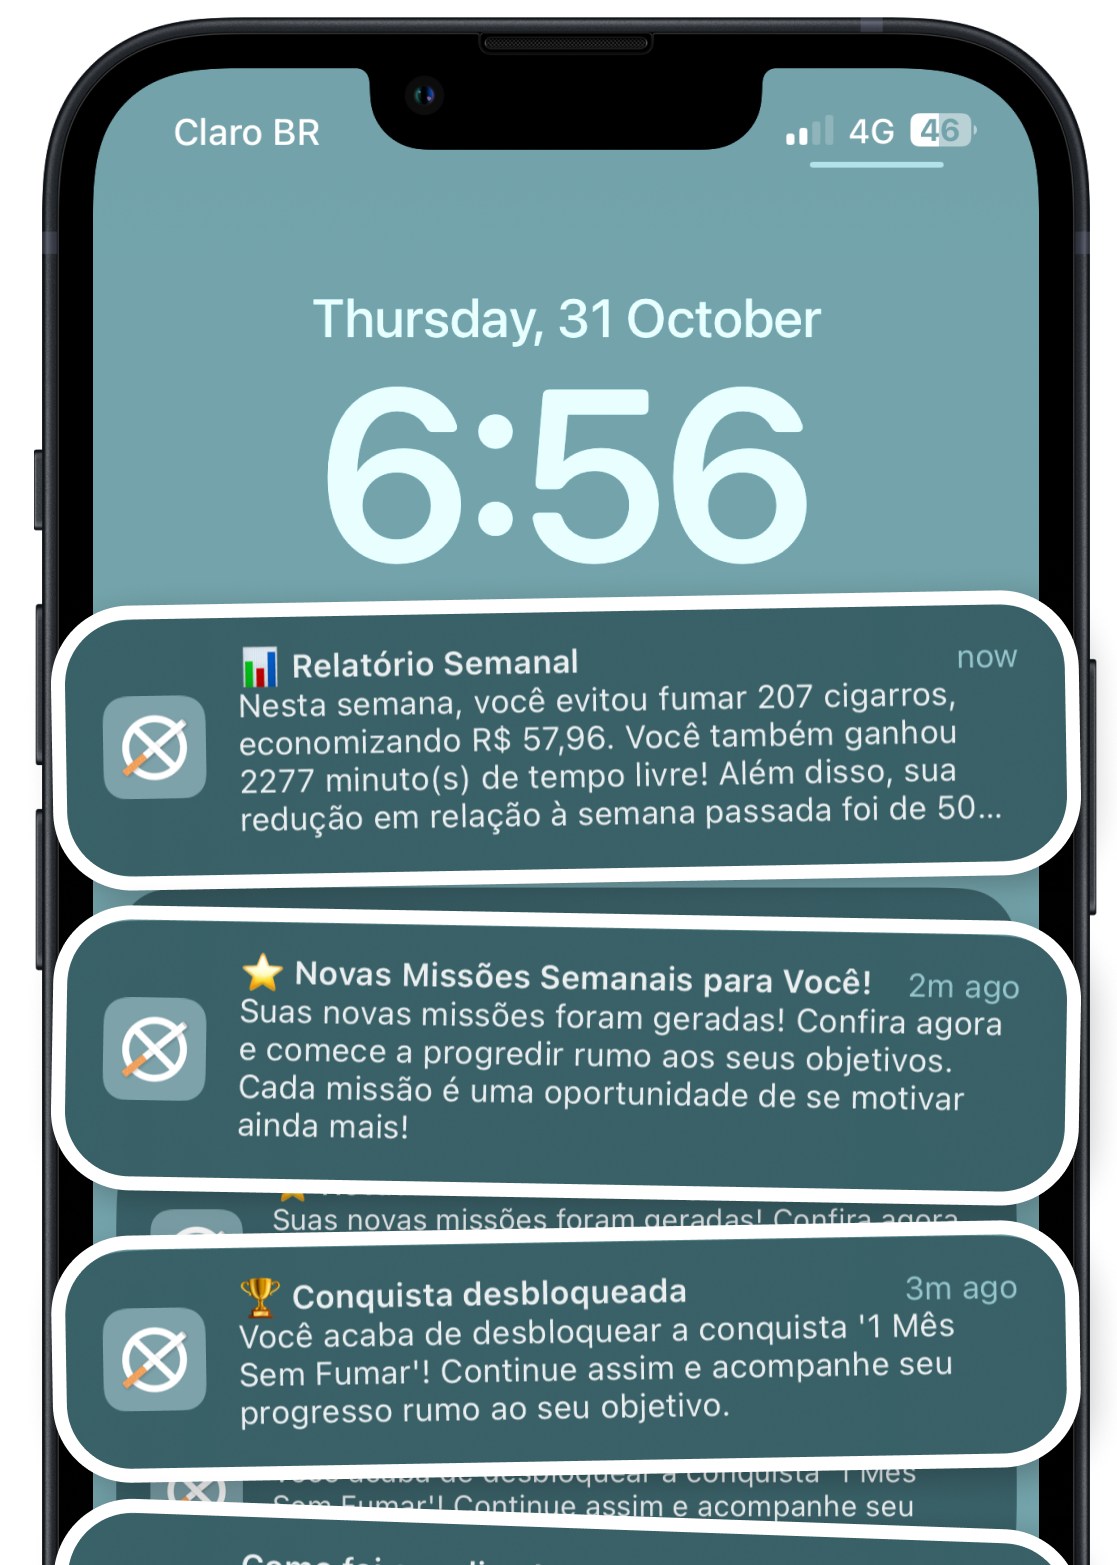 Claro BR
4G 46
Thursday, 31 October
6:56
📊 Relatório Semanal now
Nesta semana, você evitou fumar 207 cigarros,
economizando R$ 57,96. Você também ganhou
2277 minuto(s) de tempo livre! Além disso, sua
redução em relação à semana passada foi de 50...
⭐ Novas Missões Semanais para Você! 2m ago
Suas novas missões foram geradas! Confira agora
e comece a progredir rumo aos seus objetivos.
Cada missão é uma oportunidade de se motivar
ainda mais!
Suas novas missões foram geradas! Confira agora
🏆 Conquista desbloqueada 3m ago
Você acaba de desbloquear a conquista '1 Mês
Sem Fumar'! Continue assim e acompanhe seu
progresso rumo ao seu objetivo.
Você acaba de desbloquear a conquista '1 Mês
Sem Fumar'! Continue assim e acompanhe seu
Como foi